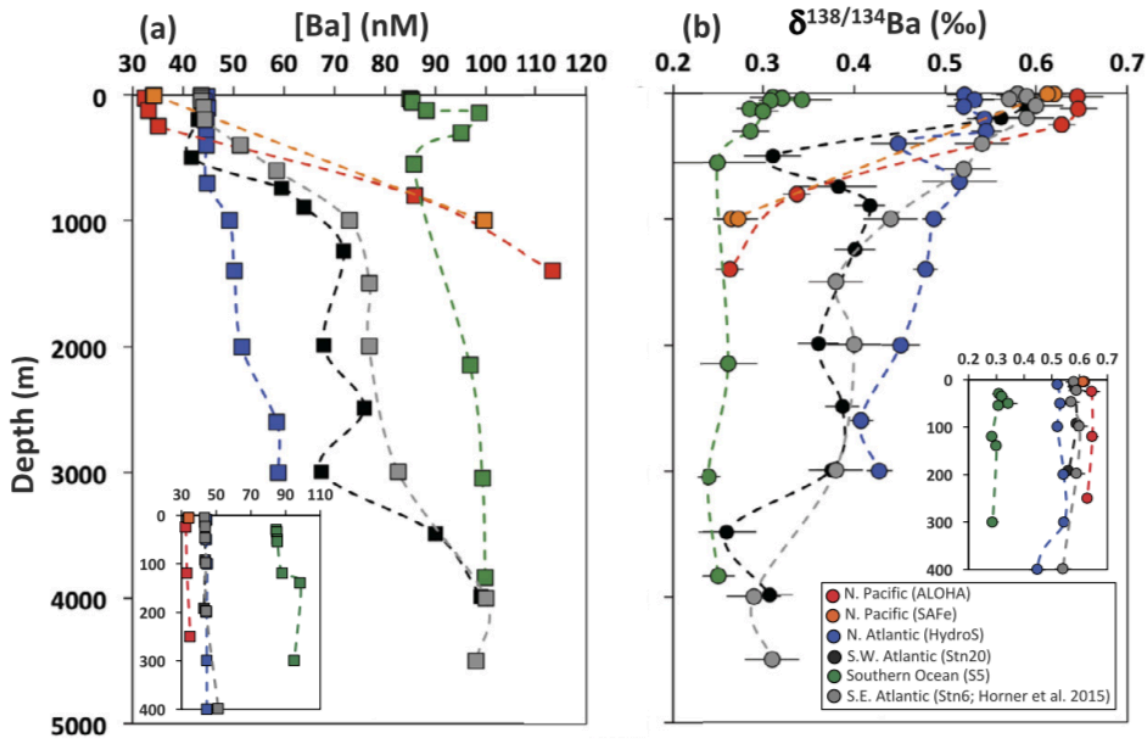 (a) [Ba] (nM)
30 40 50 60 70 80 90 100 110 120
0
1000
2000
3000
4000
5000
Depth (m)
30 50 70 90 110
0
100
200
300
400
(b) δ138/134Ba (‰)
0.2 0.3 0.4 0.5 0.6 0.7
0.2 0.3 0.4 0.5 0.6 0.7
0
100
200
300
400
N. Pacific (ALOHA)
N. Pacific (SAFe)
N. Atlantic (HydroS)
S.W. Atlantic (Stn20)
Southern Ocean (S5)
S.E. Atlantic (Stn6; Horner et al. 2015)